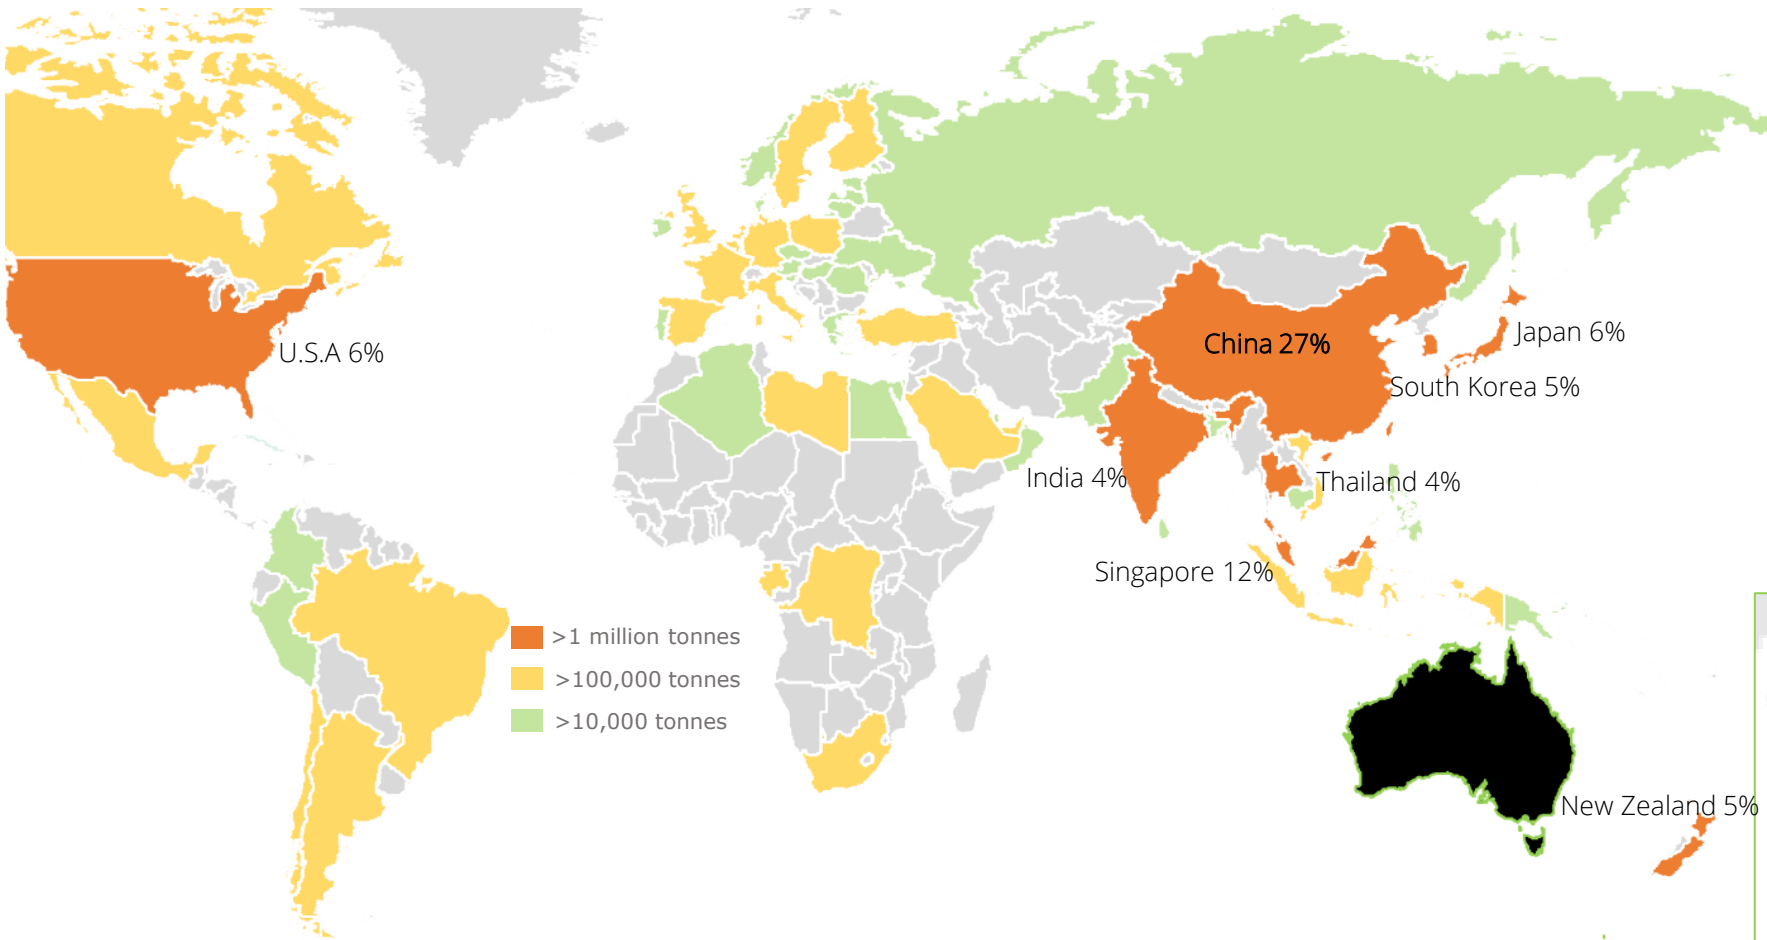 U.S.A 6%
China 27%
Japan 6%
South Korea 5%
India 4%
Thailand 4%
Singapore 12%
>1 million tonnes
>100,000 tonnes
>10,000 tonnes
New Zealand 5%